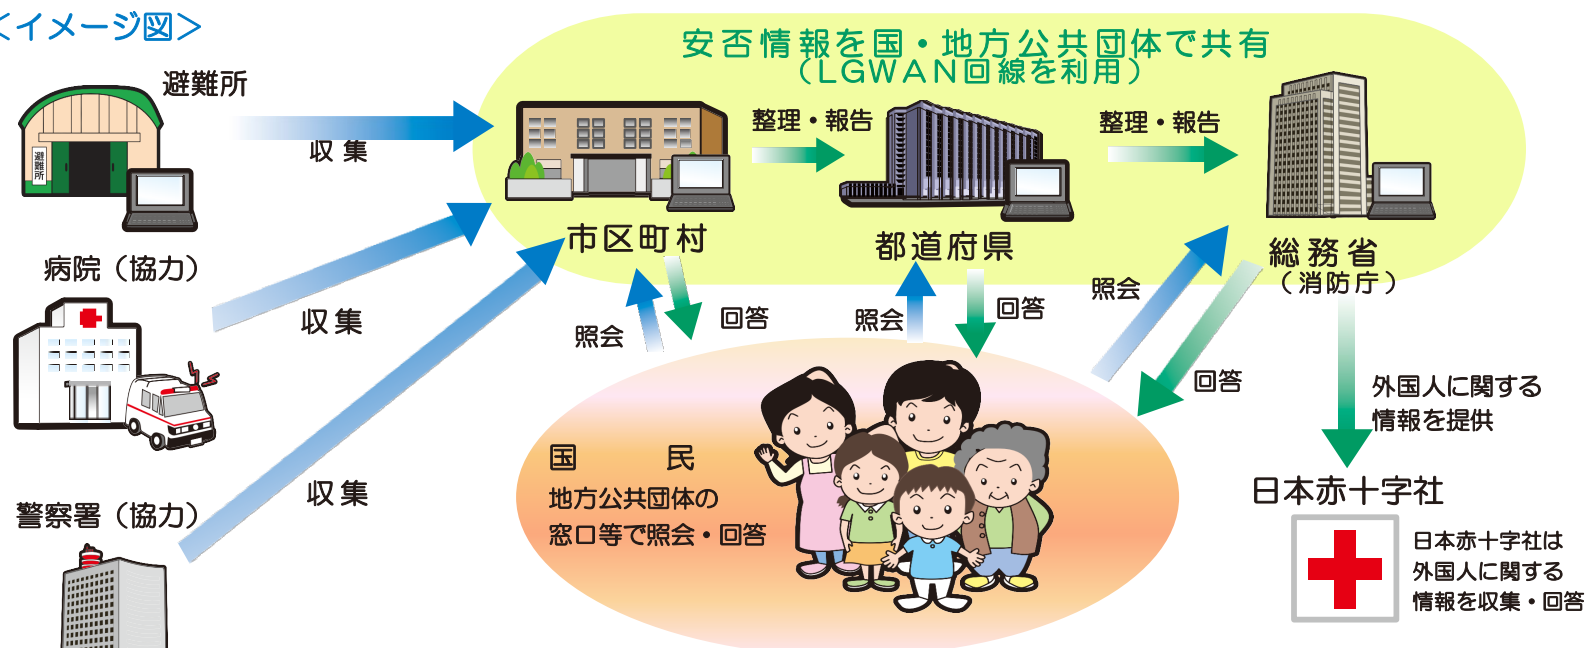 ＜イメージ図＞
安否情報を国・地方公共団体で共有
（LGWAN回線を利用）
避難所
避難所
収集
整理・報告
整理・報告
市区町村
都道府県
総務省
（消防庁）
病院（協力）
収集
照会
回答
照会
回答
照会
回答
外国人に関する
情報を提供
国民
地方公共団体の
窓口等で照会・回答
収集
警察署（協力）
日本赤十字社
日本赤十字社は
外国人に関する
情報を収集・回答